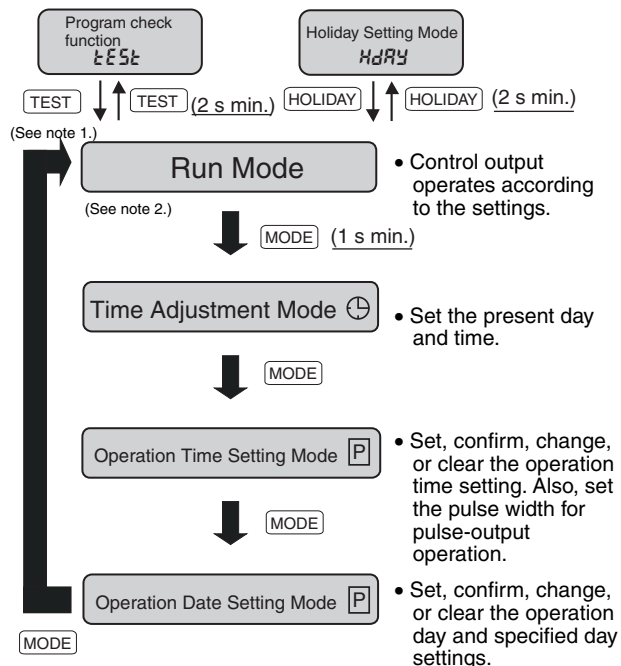 Program check
function
tESt
Holiday Setting Mode
HdAY
TEST
TEST
(2 s min.)
HOLIDAY
HOLIDAY
(2 s min.)
(See note 1.)
Run Mode
• Control output
operates according
to the settings.
(See note 2.)
MODE
(1 s min.)
Time Adjustment Mode
• Set the present day
and time.
MODE
Operation Time Setting Mode P
• Set, confirm, change,
or clear the operation
time setting. Also, set
the pulse width for
pulse-output
operation.
MODE
Operation Date Setting Mode P
• Set, confirm, change,
or clear the operation
day and specified day
settings.
MODE